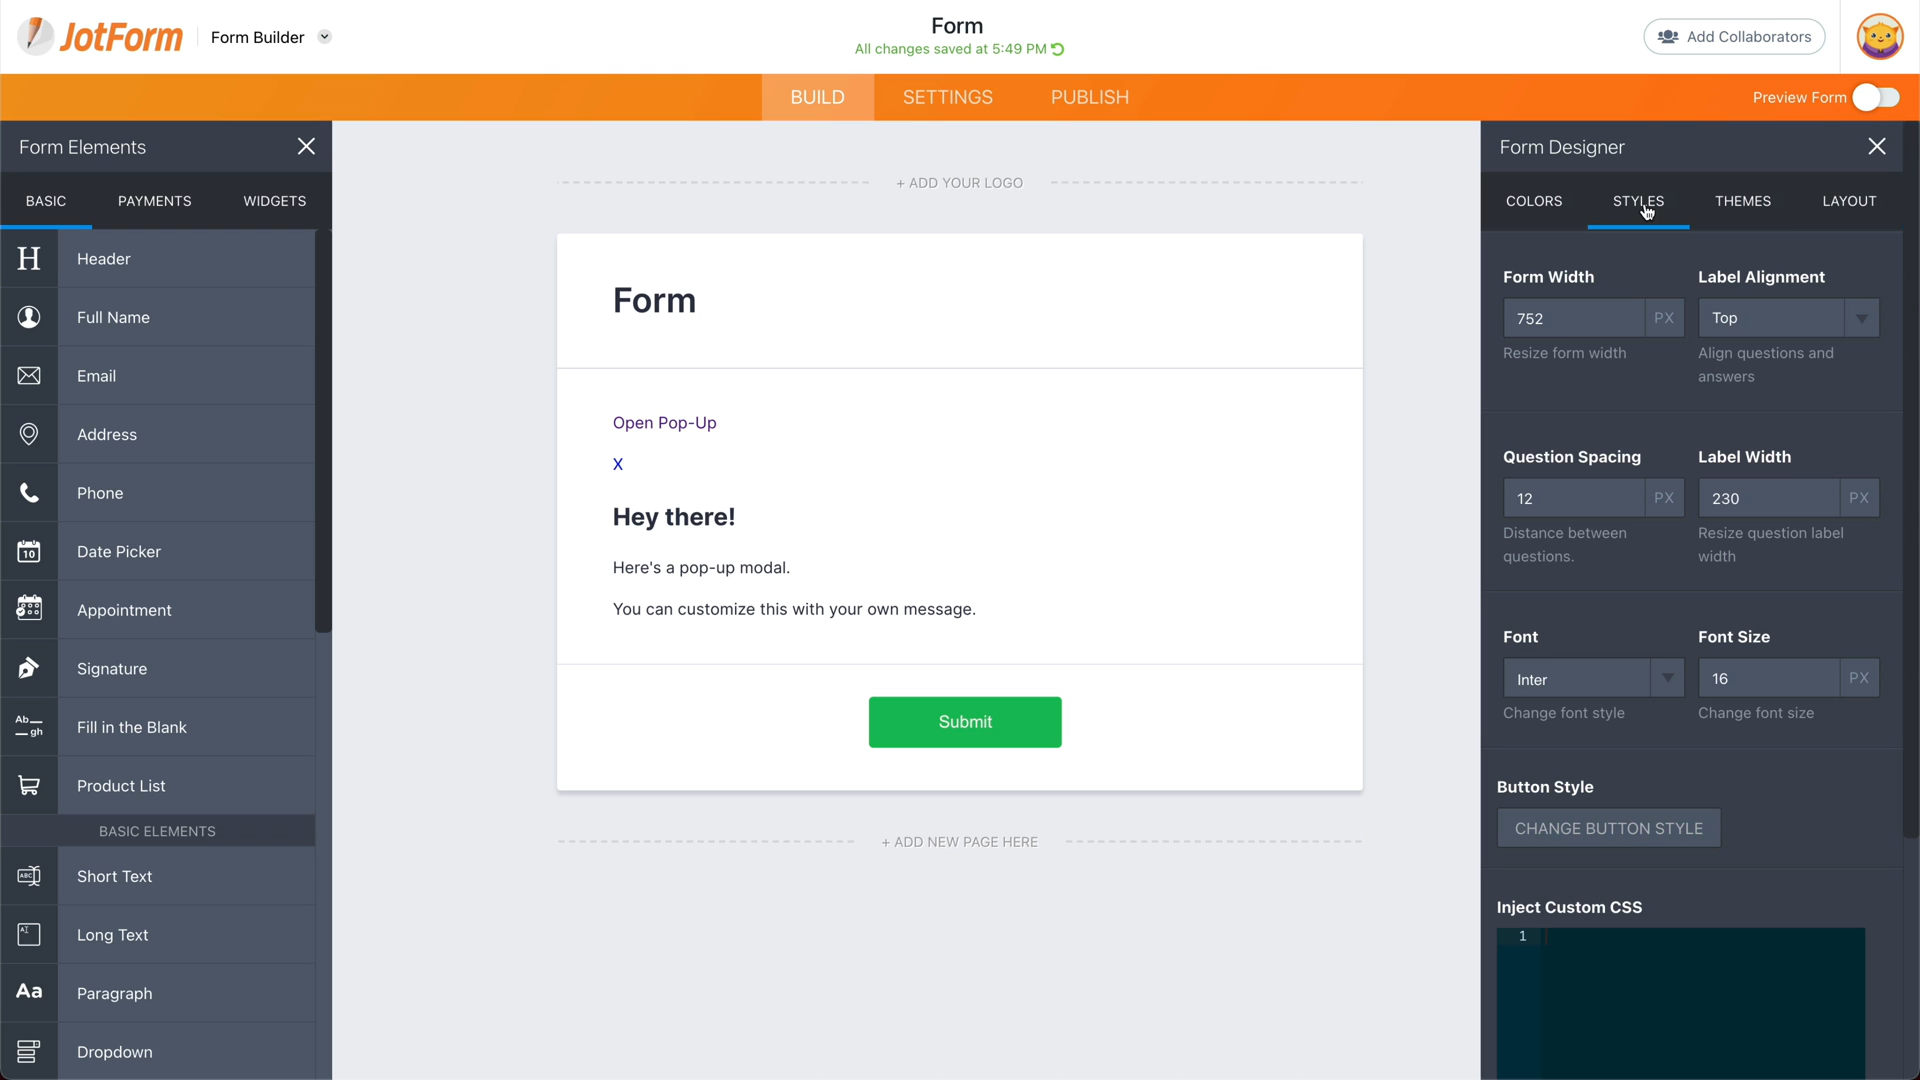 JotForm
Form Builder
Form
All changes saved at 5:49 PM
Add Collaborators
BUILD
SETTINGS
PUBLISH
Preview Form
Form Elements
BASIC
PAYMENTS
WIDGETS
H
Header
Full Name
Email
Address
Phone
10
Date Picker
Appointment
Signature
Ab
gh
Fill in the Blank
Product List
BASIC ELEMENTS
ABC
Short Text
AI
Long Text
Aa
Paragraph
Dropdown
+ ADD YOUR LOGO
Form
Open Pop-Up
X
Hey there!
Here's a pop-up modal.
You can customize this with your own message.
Submit
+ ADD NEW PAGE HERE
Form Designer
COLORS
STYLES
THEMES
LAYOUT
Form Width
Label Alignment
752 PX
Top
Resize form width
Align questions and
answers
Question Spacing
Label Width
12 PX
230 PX
Distance between
questions.
Resize question label
width
Font
Font Size
Inter
16 PX
Change font style
Change font size
Button Style
CHANGE BUTTON STYLE
Inject Custom CSS
1